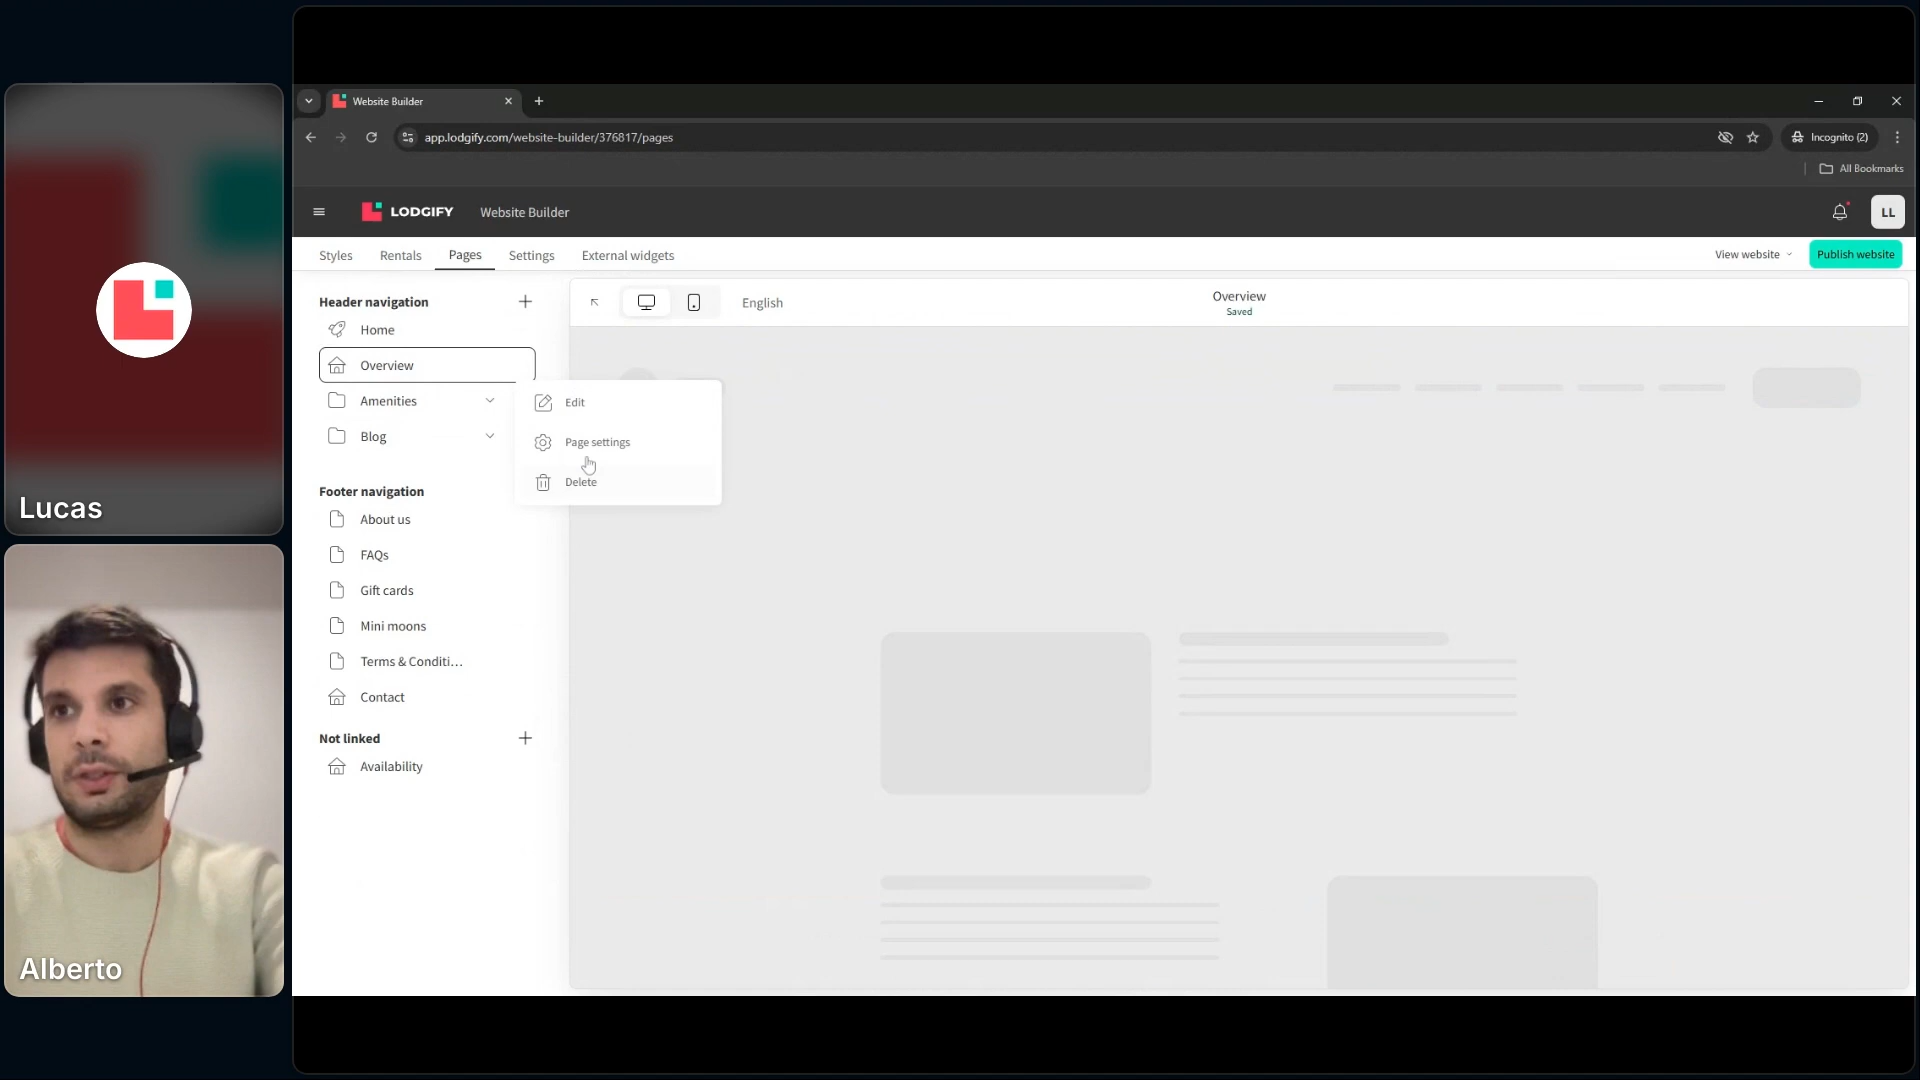 Website Builder
app.lodgify.com/website-builder/376817/pages
Incognito (2)
All Bookmarks
LODGIFY
Website Builder
LL
Styles
Rentals
Pages
Settings
External widgets
View website
Publish website
Header navigation
English
Overview
Saved
Home
Overview
Amenities
Blog
Edit
Page settings
Delete
Footer navigation
About us
FAQs
Gift cards
Mini moons
Terms & Conditi...
Contact
Not linked
Availability
Lucas
Alberto